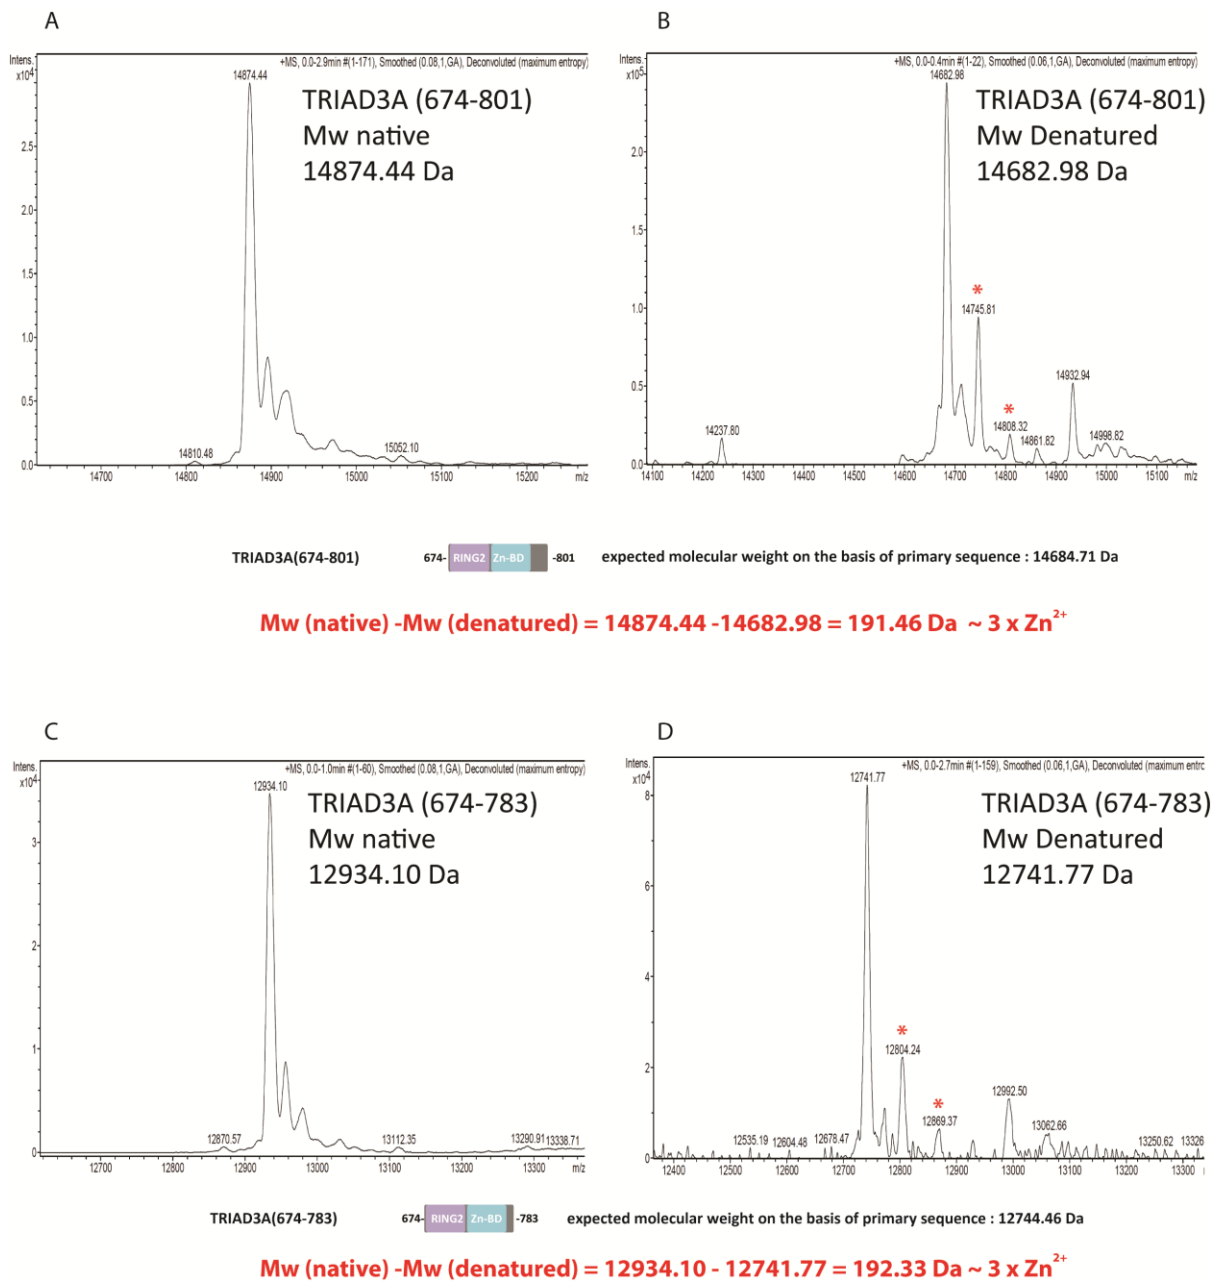 A
Intens.
x10⁴
+MS, 0.0-2.9min #(1-171), Smoothed (0.08,1,GA), Deconvoluted (maximum entropy)
14874.44
TRIAD3A (674-801)
Mw native
14874.44 Da
2.5
2.0
1.5
1.0
0.5
0.0
14810.48
15052.10
14700
14800
14900
15000
15100
15200
m/z
B
Intens.
x10⁵
+MS, 0.0-0.4min #(1-22), Smoothed (0.06,1,GA), Deconvoluted (maximum entropy)
14682.98
TRIAD3A (674-801)
Mw Denatured
14682.98 Da
2.0
1.5
1.0
0.5
0.0
*
14745.81
*
14808.32
14237.80
14861.82
14932.94
14998.82
14100
14200
14300
14400
14500
14600
14700
14800
14900
15000
15100
m/z
TRIAD3A(674-801) 674- RING2 Zn-BD -801 expected molecular weight on the basis of primary sequence : 14684.71 Da
Mw (native) -Mw (denatured) = 14874.44 -14682.98 = 191.46 Da ~ 3 x Zn²⁺
C
Intens.
x10⁴
+MS, 0.0-1.0min #(1-60), Smoothed (0.08,1,GA), Deconvoluted (maximum entropy)
12934.10
TRIAD3A (674-783)
Mw native
12934.10 Da
3
2
1
0
12870.57
13112.35
13290.91
13338.71
12700
12800
12900
13000
13100
13200
13300
m/z
D
Intens.
x10⁴
+MS, 0.0-2.7min #(1-159), Smoothed (0.06,1,GA), Deconvoluted (maximum entrc
12741.77
TRIAD3A (674-783)
Mw Denatured
12741.77 Da
8
6
4
2
0
*
12804.24
*
12869.37
12535.19
12604.48
12678.47
12992.50
13062.66
13250.62
13326
12400
12500
12600
12700
12800
12900
13000
13100
13200
13300
m/z
TRIAD3A(674-783) 674- RING2 Zn-BD -783 expected molecular weight on the basis of primary sequence : 12744.46 Da
Mw (native) -Mw (denatured) = 12934.10 - 12741.77 = 192.33 Da ~ 3 x Zn²⁺